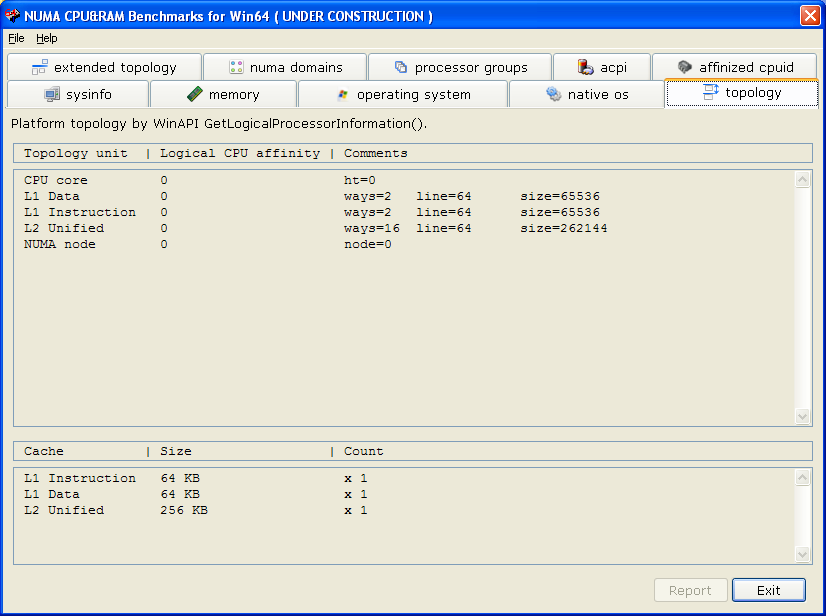 NUMA CPU&RAM Benchmarks for Win64 ( UNDER CONSTRUCTION )
File Help
extended topology numa domains processor groups acpi affinized cpuid
sysinfo memory operating system native os topology
Platform topology by WinAPI GetLogicalProcessorInformation().
Topology unit | Logical CPU affinity | Comments
CPU core 0 ht=0
L1 Data 0 ways=2 line=64 size=65536
L1 Instruction 0 ways=2 line=64 size=65536
L2 Unified 0 ways=16 line=64 size=262144
NUMA node 0 node=0
Cache | Size | Count
L1 Instruction 64 KB x 1
L1 Data 64 KB x 1
L2 Unified 256 KB x 1
Report Exit